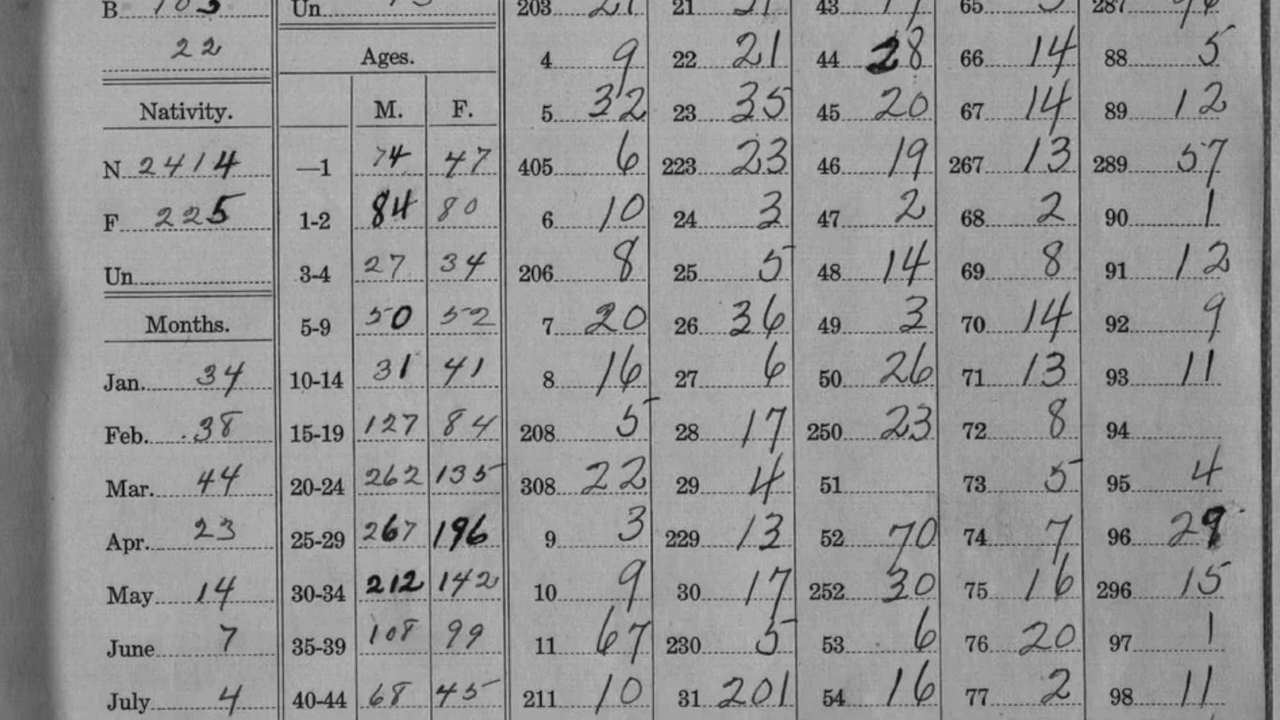 B 103 Un 203 21 21 43 65 287
22 Ages. 4 9 22 21 44 28 66 14 88 5
Nativity. M. F. 5 32 23 35 45 20 67 14 89 12
N 2414 —1 74 47 405 6 223 23 46 19 267 13 289 57
F 225 1-2 84 80 6 10 24 3 47 2 68 2 90 1
Un 3-4 27 34 206 8 25 5 48 14 69 8 91 12
Months. 5-9 50 52 7 20 26 36 49 3 70 14 92 9
Jan. 34 10-14 31 41 8 16 27 6 50 26 71 13 93 11
Feb. 38 15-19 127 84 208 5 28 17 250 23 72 8 94
Mar. 44 20-24 262 135 308 22 29 4 51 73 5 95 4
Apr. 23 25-29 267 196 9 3 229 13 52 70 74 7 96 29
May 14 30-34 212 142 10 9 30 17 252 30 75 16 296 15
June 7 35-39 108 99 11 67 230 5 53 6 76 20 97 1
July 4 40-44 68 45 211 10 31 201 54 16 77 2 98 11